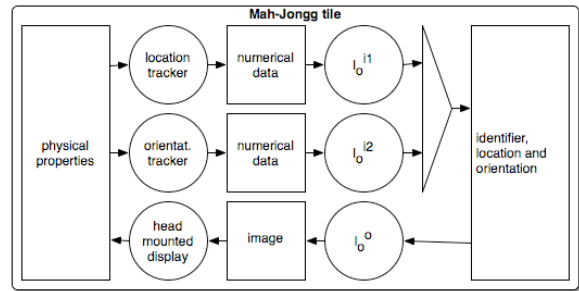 Mah-Jongg tile
physical
properties
location
tracker
numerical
data
I_o^i1
orientat.
tracker
numerical
data
I_o^i2
head
mounted
display
image
I_o^o
identifier,
location and
orientation